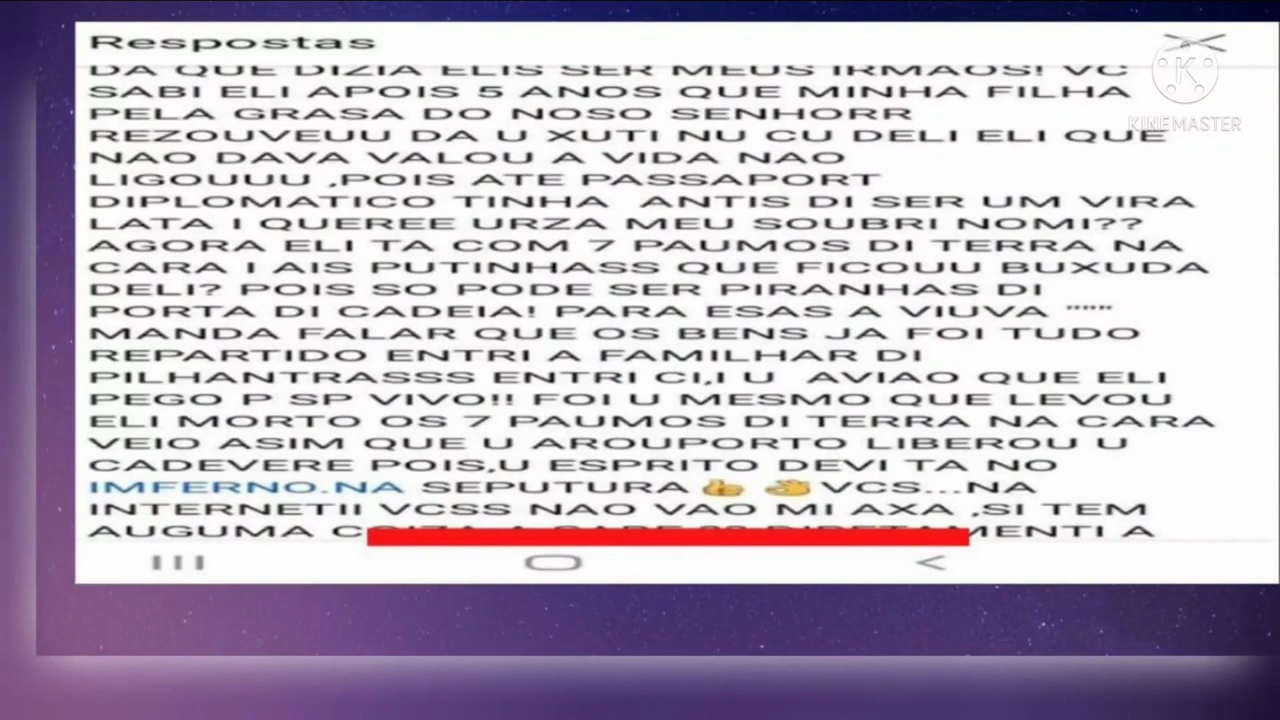 Respostas
DA QUE DIZIA ELIS SER MEUS IRMAOS! VC
SABI ELI APOIS 5 ANOS QUE MINHA FILHA
PELA GRASA DO NOSO SENHORR
REZOUVEUU DA U XUTI NU CU DELI ELI QUE
NAO DAVA VALOU A VIDA NAO
LIGOUUU ,POIS ATE PASSAPORT
DIPLOMATICO TINHA ANTIS DI SER UM VIRA
LATA I QUEREE URZA MEU SOUBRI NOMI??
AGORA ELI TA COM 7 PAUMOS DI TERRA NA
CARA I AIS PUTINHASS QUE FICOUU BUXUDA
DELI? POIS SO PODE SER PIRANHAS DI
PORTA DI CADEIA! PARA ESAS A VIUVA """
MANDA FALAR QUE OS BENS JA FOI TUDO
REPARTIDO ENTRI A FAMILHAR DI
PILHANTRASSS ENTRI CI,I U AVIAO QUE ELI
PEGO P SP VIVO!! FOI U MESMO QUE LEVOU
ELI MORTO OS 7 PAUMOS DI TERRA NA CARA
VEIO ASIM QUE U AROUPORTO LIBEROU U
CADEVERE POIS,U ESPRITO DEVI TA NO
IMFERNO.NA SEPUTURA 👍 👌 VCS...NA
INTERNETII VCSS NAO VAO MI AXA ,SI TEM
AUGUMA A
KINEMASTER